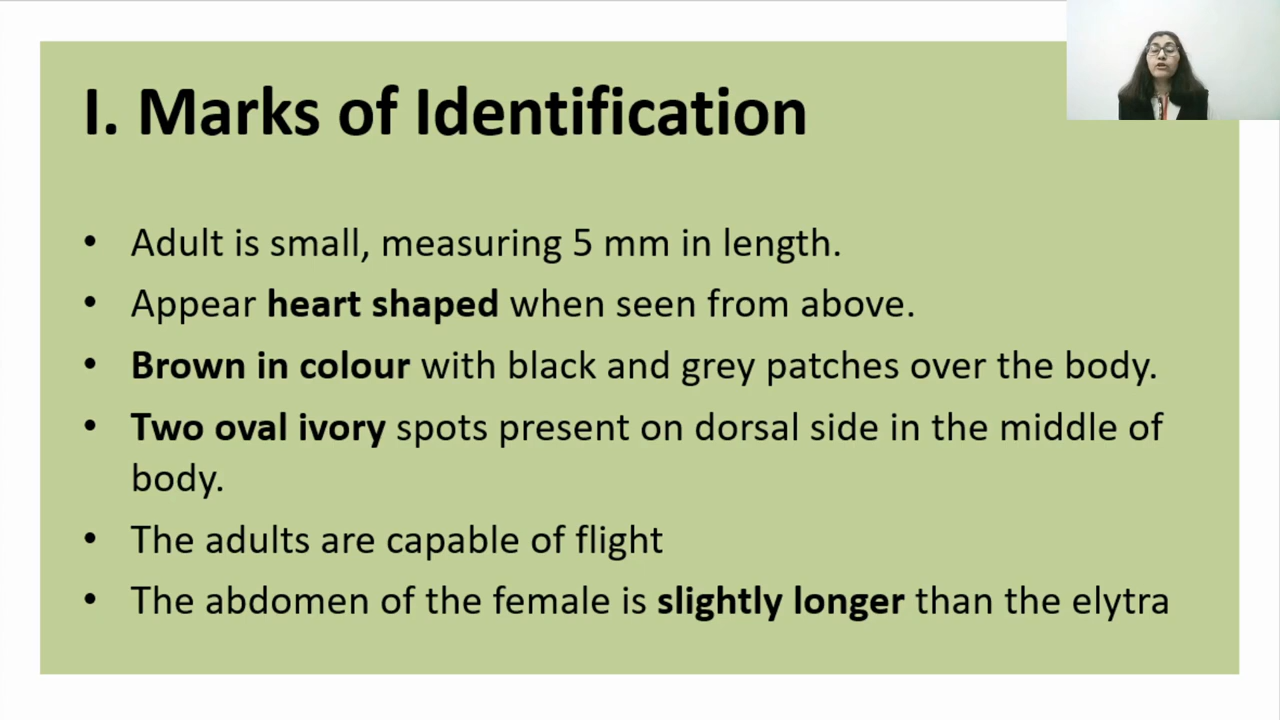 I. Marks of Identification
• Adult is small, measuring 5 mm in length.
• Appear heart shaped when seen from above.
• Brown in colour with black and grey patches over the body.
• Two oval ivory spots present on dorsal side in the middle of
body.
• The adults are capable of flight
• The abdomen of the female is slightly longer than the elytra